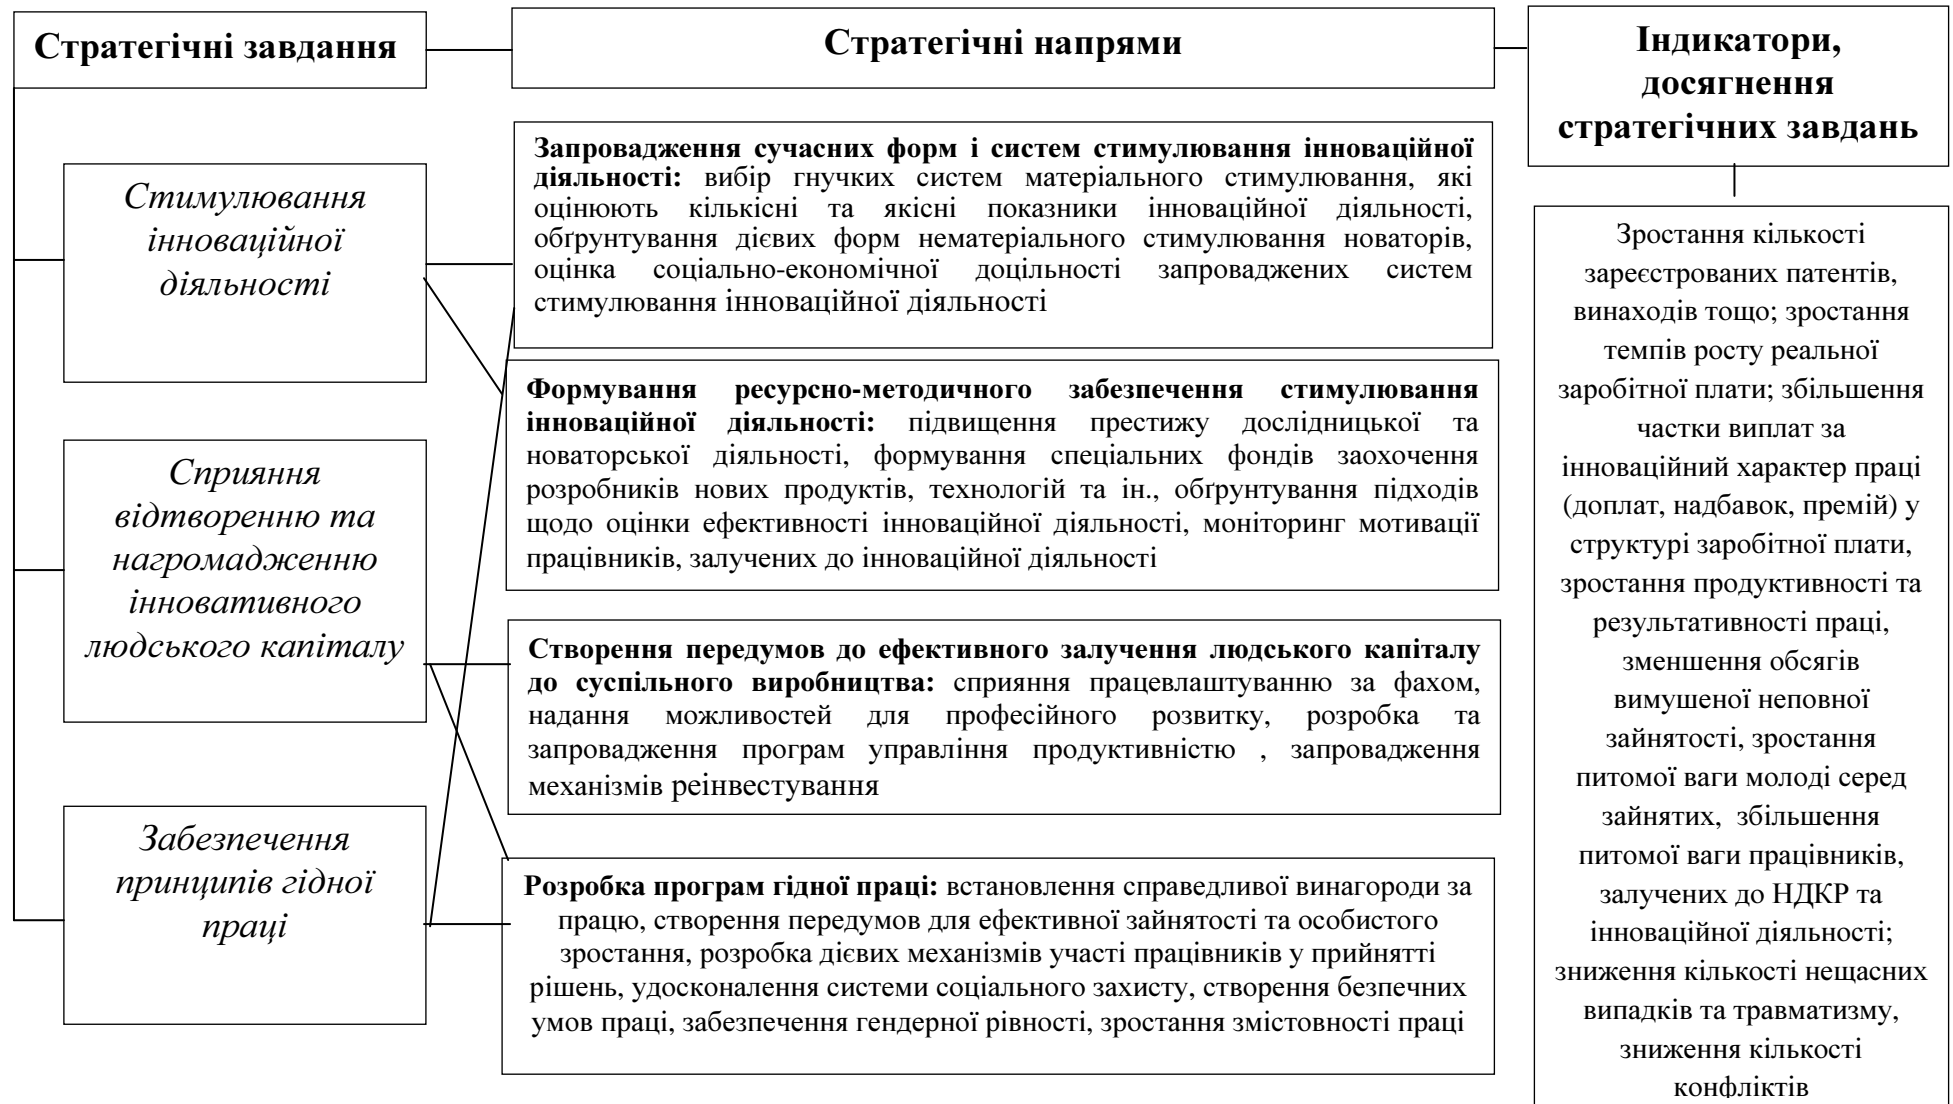 Стратегічні завдання
Стратегічні напрями
Індикатори,
досягнення
стратегічних завдань
Стимулювання
інноваційної
діяльності
Сприяння
відтворенню та
нагромадженню
інновативного
людського капіталу
Забезпечення
принципів гідної
праці
Запровадження сучасних форм і систем стимулювання інноваційної
діяльності: вибір гнучких систем матеріального стимулювання, які
оцінюють кількісні та якісні показники інноваційної діяльності,
обґрунтування дієвих форм нематеріального стимулювання новаторів,
оцінка соціально-економічної доцільності запроваджених систем
стимулювання інноваційної діяльності
Формування ресурсно-методичного забезпечення стимулювання
інноваційної діяльності: підвищення престижу дослідницької та
новаторської діяльності, формування спеціальних фондів заохочення
розробників нових продуктів, технологій та ін., обґрунтування підходів
щодо оцінки ефективності інноваційної діяльності, моніторинг мотивації
працівників, залучених до інноваційної діяльності
Створення передумов до ефективного залучення людського капіталу
до суспільного виробництва: сприяння працевлаштуванню за фахом,
надання можливостей для професійного розвитку, розробка та
запровадження програм управління продуктивністю , запровадження
механізмів реінвестування
Розробка програм гідної праці: встановлення справедливої винагороди за
працю, створення передумов для ефективної зайнятості та особистого
зростання, розробка дієвих механізмів участі працівників у прийнятті
рішень, удосконалення системи соціального захисту, створення безпечних
умов праці, забезпечення гендерної рівності, зростання змістовності праці
Зростання кількості
зареєстрованих патентів,
винаходів тощо; зростання
темпів росту реальної
заробітної плати; збільшення
частки виплат за
інноваційний характер праці
(доплат, надбавок, премій) у
структурі заробітної плати,
зростання продуктивності та
результативності праці,
зменшення обсягів
вимушеної неповної
зайнятості, зростання
питомої ваги молоді серед
зайнятих, збільшення
питомої ваги працівників,
залучених до НДКР та
інноваційної діяльності;
зниження кількості нещасних
випадків та травматизму,
зниження кількості
конфліктів